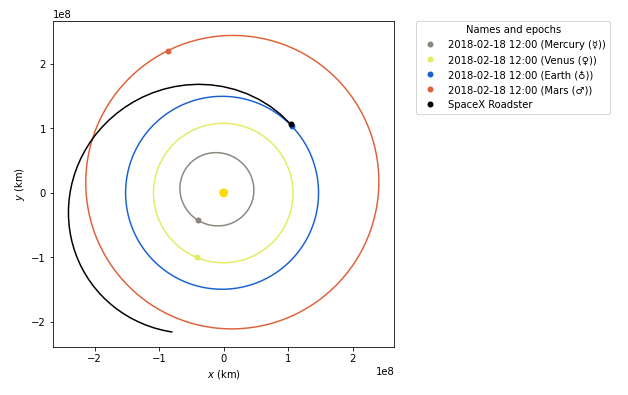 1e8
Names and epochs
2018-02-18 12:00 (Mercury (☿))
2018-02-18 12:00 (Venus (♀))
2018-02-18 12:00 (Earth (♁))
2018-02-18 12:00 (Mars (♂))
SpaceX Roadster
2
1
0
−1
−2
y (km)
−2 −1 0 1 2
1e8
x (km)